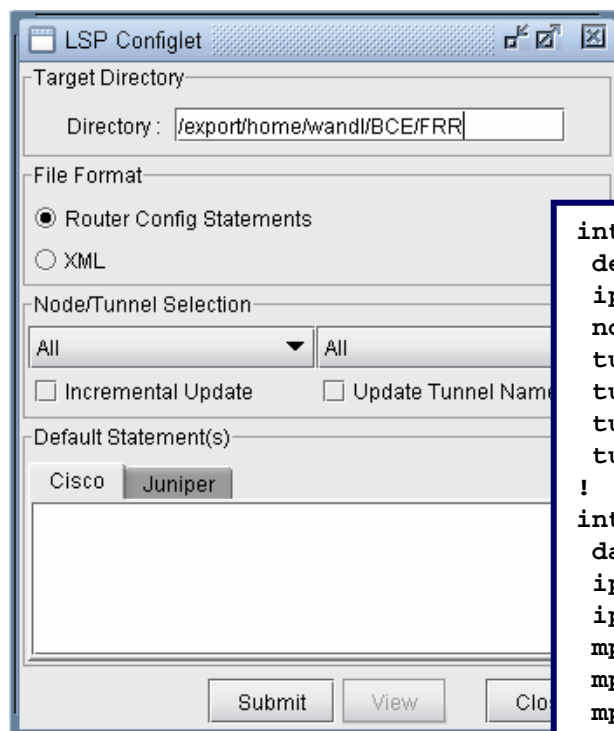 LSP Configlet
Target Directory
Directory : /export/home/wandl/BCE/FRR
File Format
Router Config Statements
XML
Node/Tunnel Selection
All All
Incremental Update Update Tunnel Name
Default Statement(s)
Cisco Juniper
Submit View Clo
int
de
ip
no
tu
tu
tu
tu
!
int
da
ip
ip
mp
mp
mp